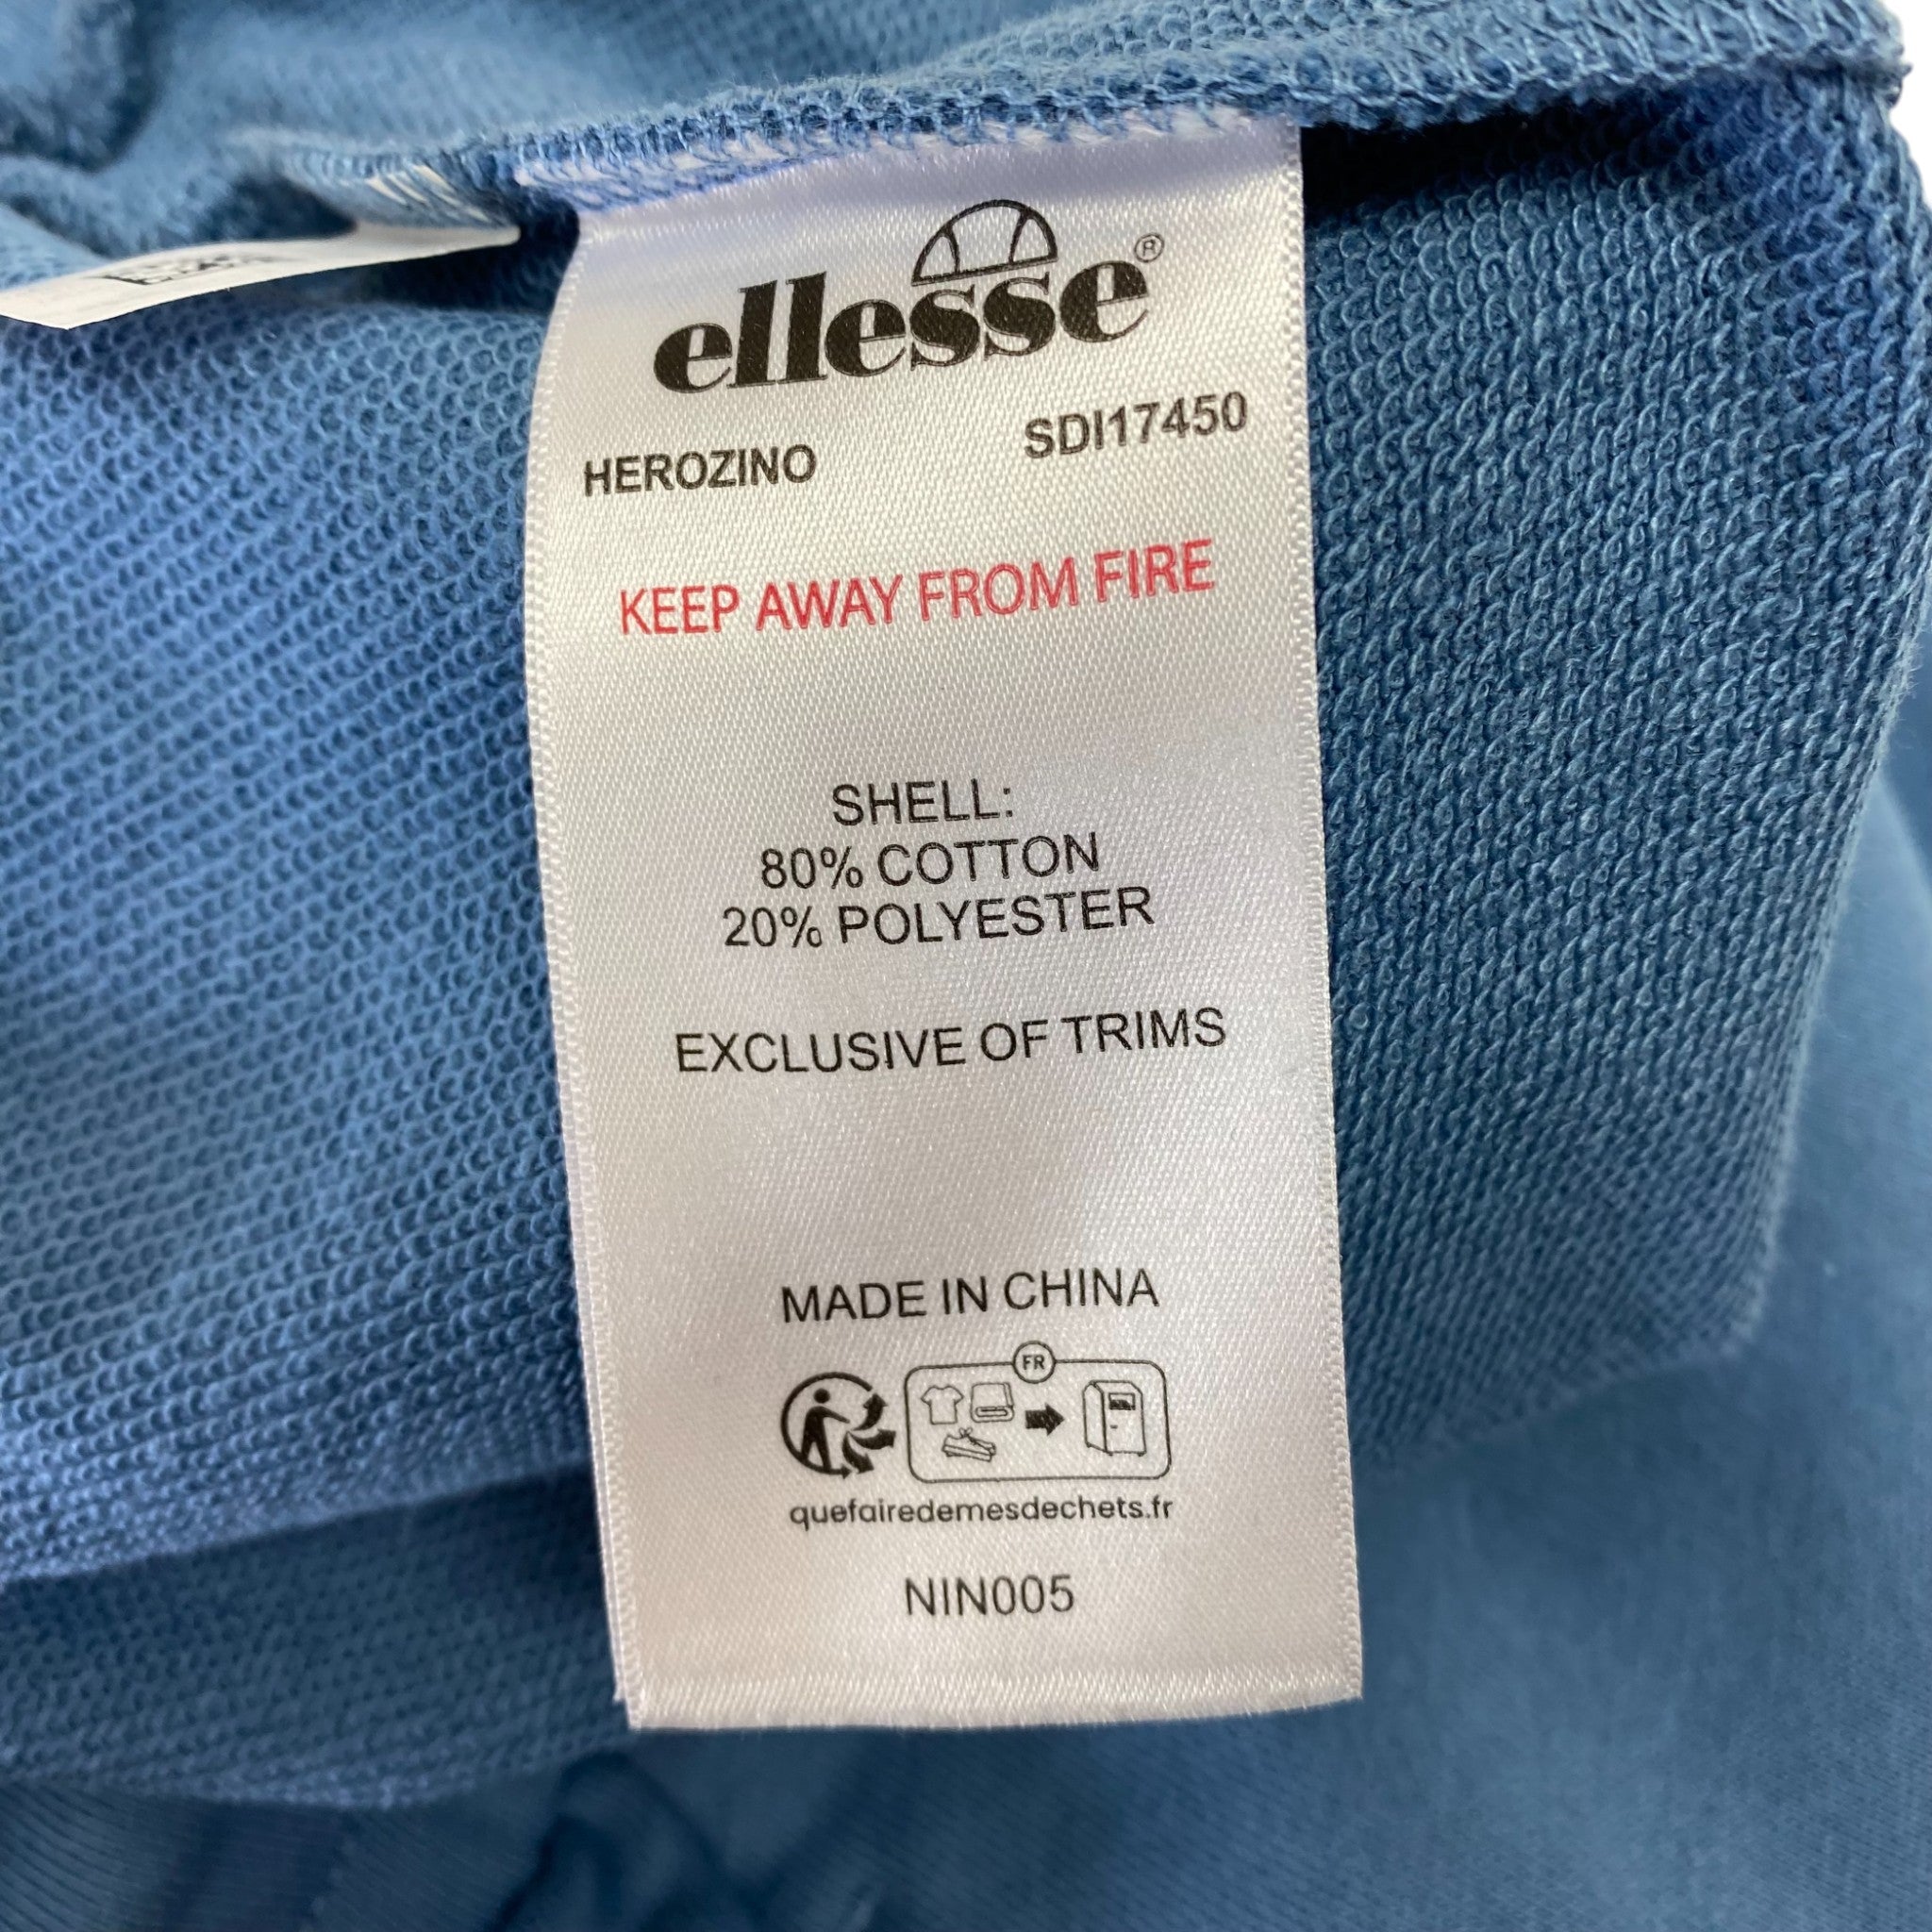 ellesse®
HEROZINO SDI17450
KEEP AWAY FROM FIRE
SHELL:
80% COTTON
20% POLYESTER
EXCLUSIVE OF TRIMS
MADE IN CHINA
FR
quefairedemesdechets.fr
NIN005